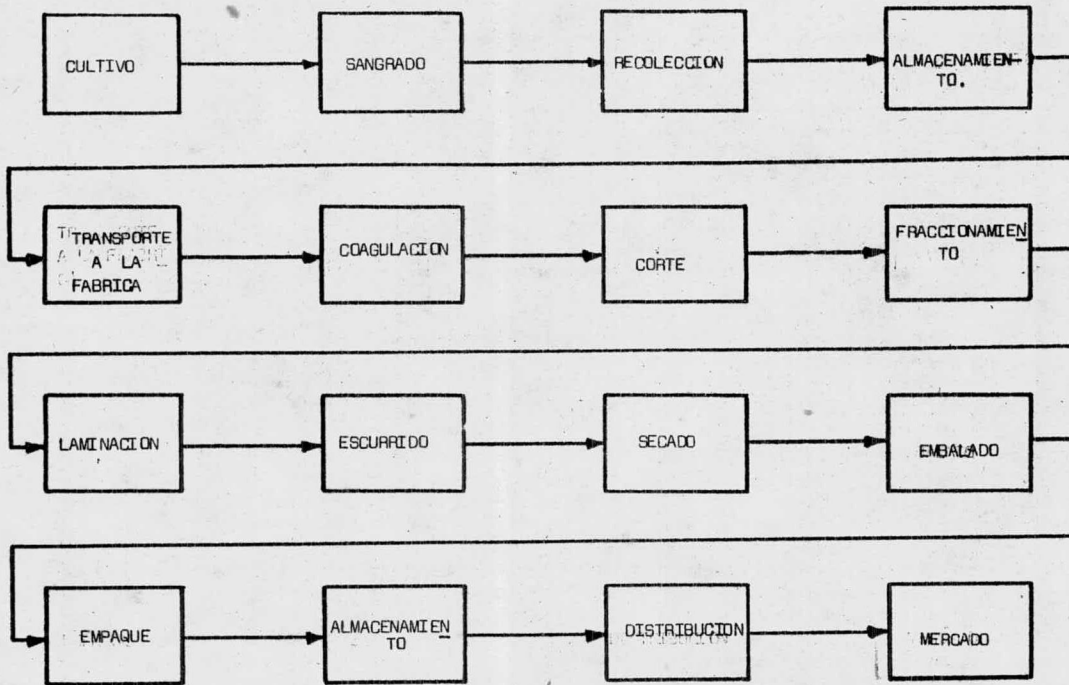 CULTIVO
SANGRADO
RECOLECCION
ALMACENAMIEN-
TO.
TRANSPORTE
A LA
FABRICA
COAGULACION
CORTE
FRACCIONAMIEN
TO
LAMINACION
ESCURRIDO
SECADO
EMBALADO
EMPAQUE
ALMACENAMIEN
TO
DISTRIBUCION
MERCADO